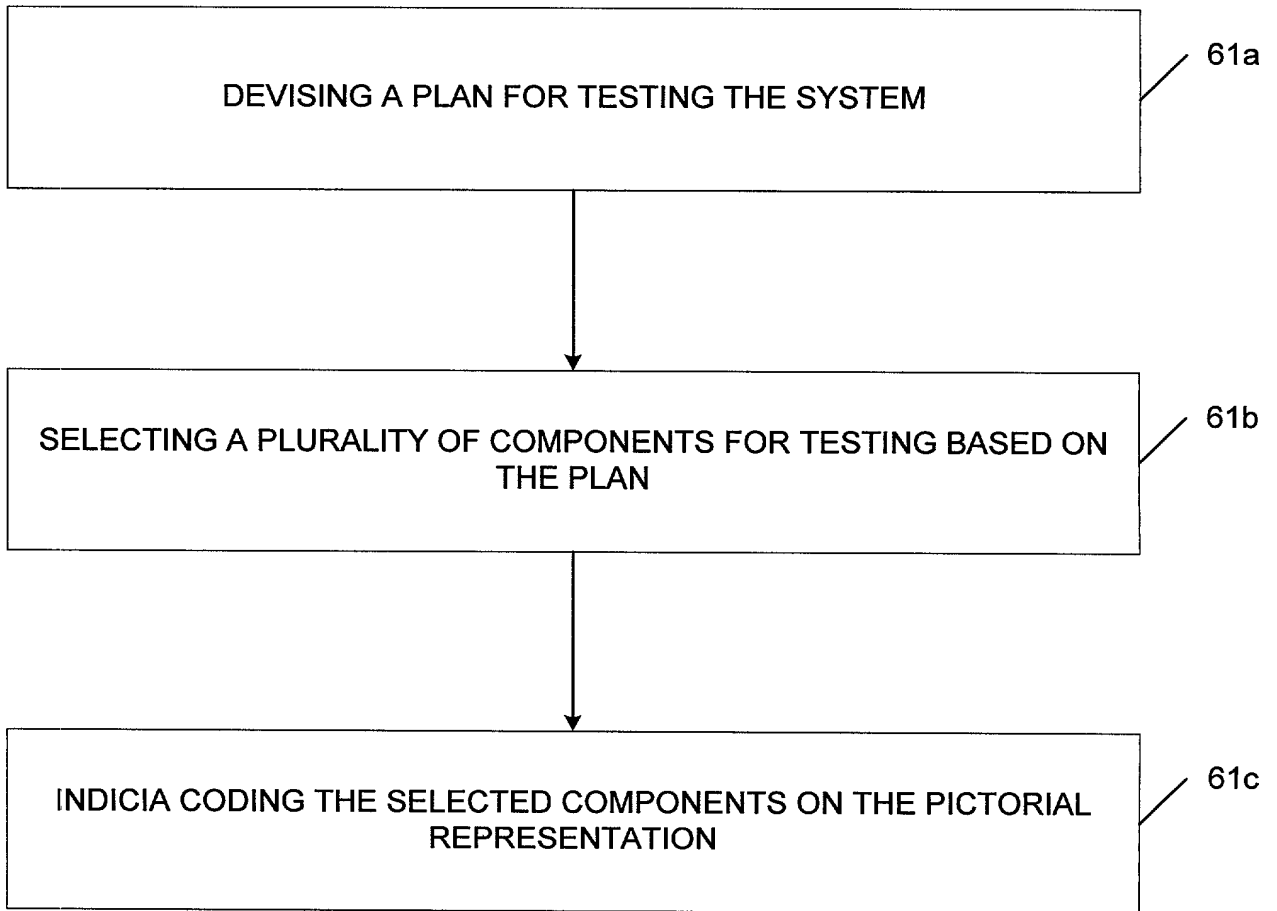 61a
DEVISING A PLAN FOR TESTING THE SYSTEM
61b
SELECTING A PLURALITY OF COMPONENTS FOR TESTING BASED ON
THE PLAN
61c
INDICIA CODING THE SELECTED COMPONENTS ON THE PICTORIAL
REPRESENTATION